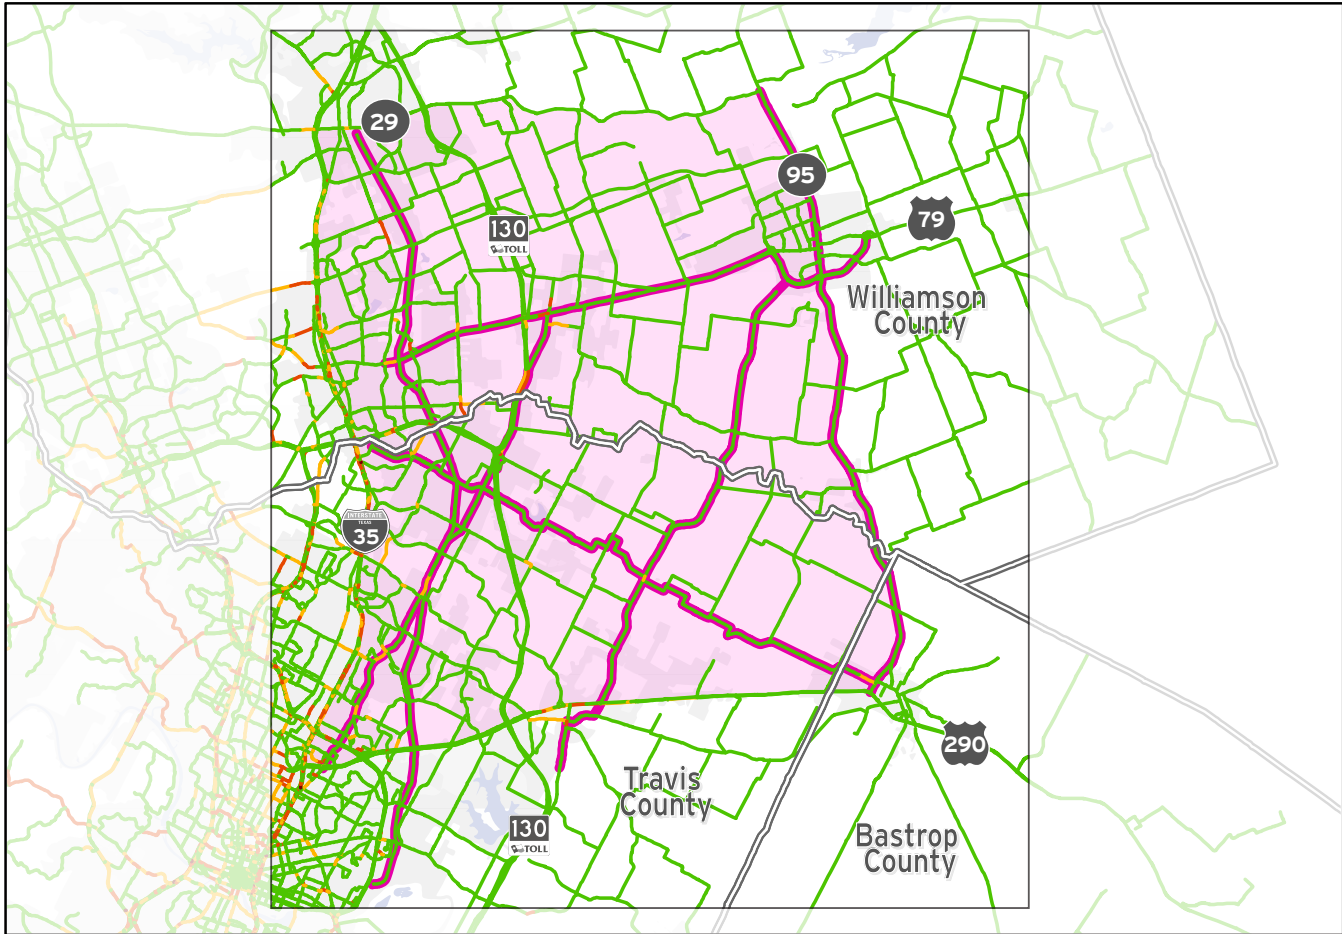 29
95
79
130
TOLL
Williamson
County
INTERSTATE
TEXAS
35
290
Travis
County
130
TOLL
Bastrop
County